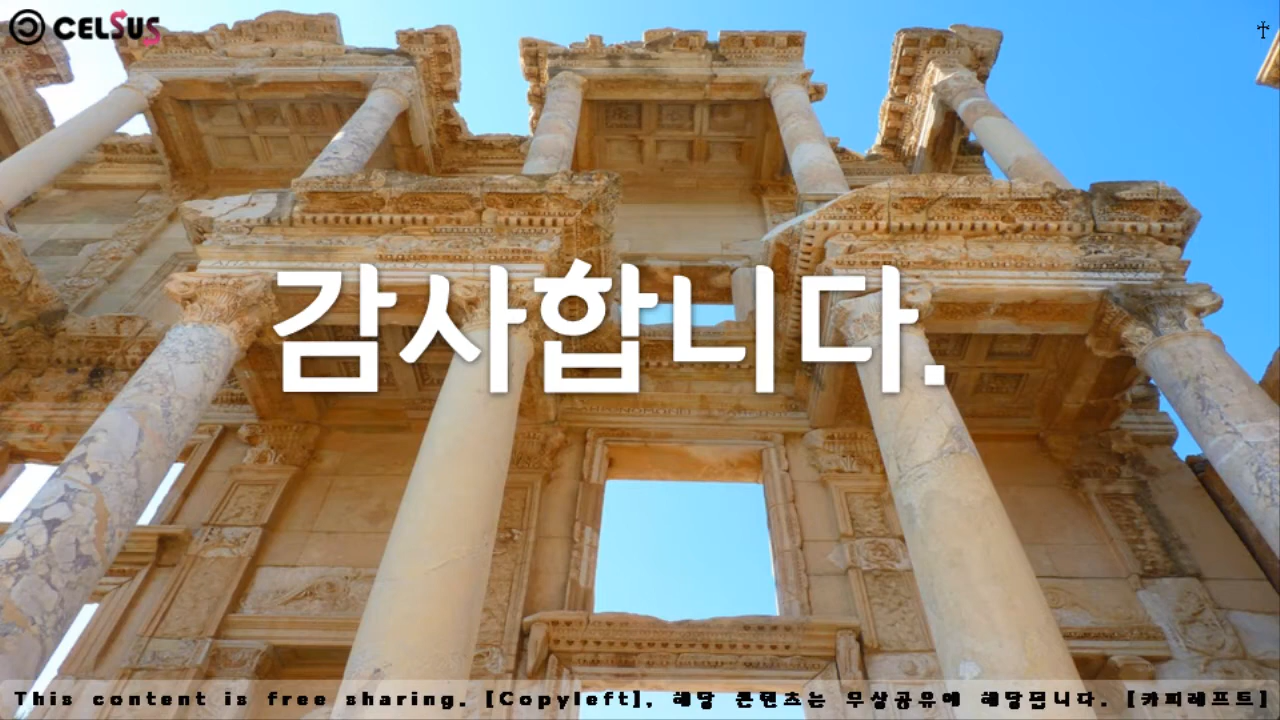 CELSUS
감사합니다.
This content is free sharing. [Copyleft], 해당 콘텐츠는 무상공유에 해당됩니다. [카피레프트]